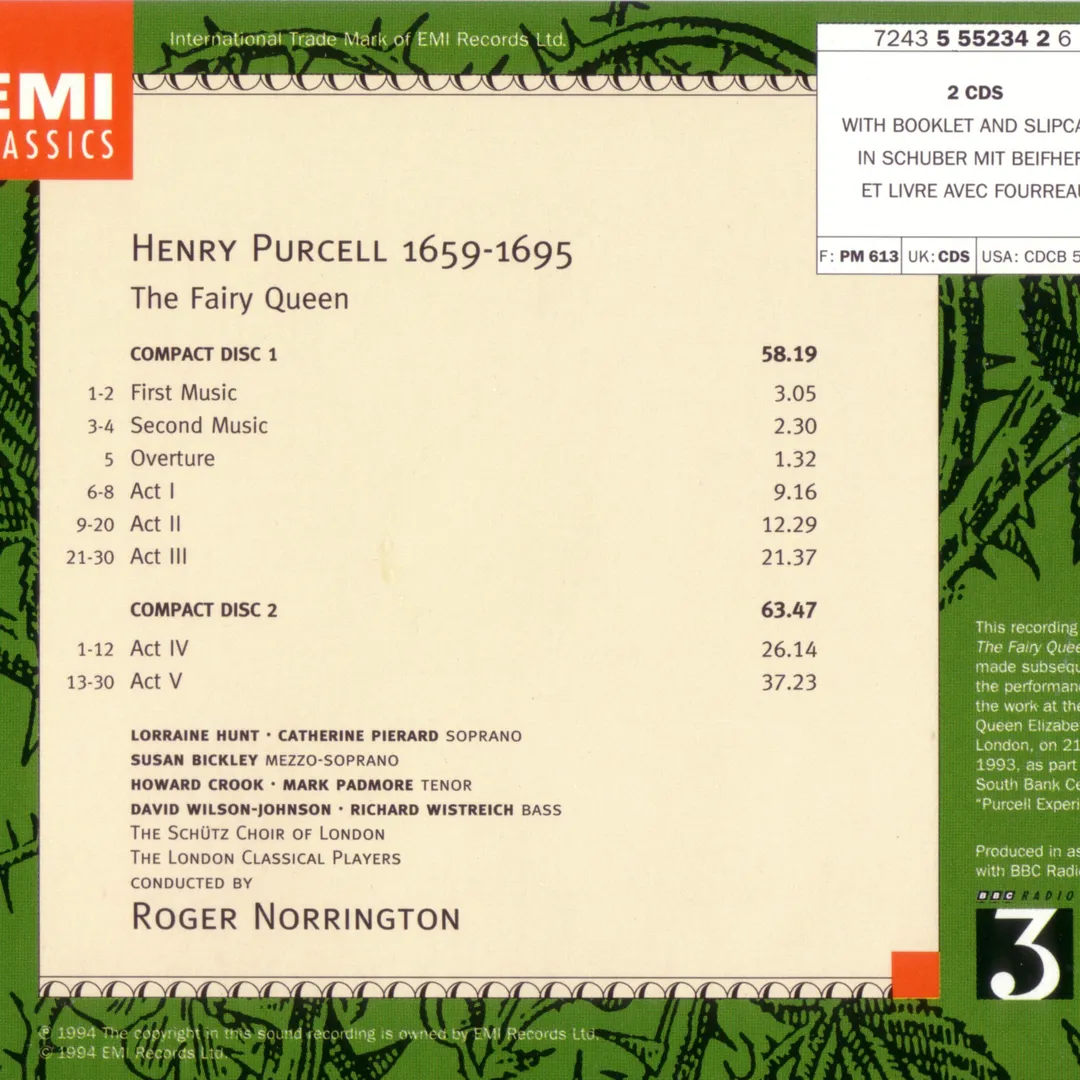 International Trade Mark of EMI Records Ltd.
EMI
CLASSICS
7243 5 55234 2 6
2 CDS
WITH BOOKLET AND SLIPCA
IN SCHUBER MIT BEIFHEF
ET LIVRE AVEC FOURREAU
F: PM 613 UK: CDS USA: CDCB 5
HENRY PURCELL 1659-1695
The Fairy Queen
COMPACT DISC 1 58.19
1-2 First Music 3.05
3-4 Second Music 2.30
5 Overture 1.32
6-8 Act I 9.16
9-20 Act II 12.29
21-30 Act III 21.37
COMPACT DISC 2 63.47
1-12 Act IV 26.14
13-30 Act V 37.23
LORRAINE HUNT · CATHERINE PIERARD SOPRANO
SUSAN BICKLEY MEZZO-SOPRANO
HOWARD CROOK · MARK PADMORE TENOR
DAVID WILSON-JOHNSON · RICHARD WISTREICH BASS
THE SCHÜTZ CHOIR OF LONDON
THE LONDON CLASSICAL PLAYERS
CONDUCTED BY
ROGER NORRINGTON
This recording
The Fairy Quee
made subsequ
the performanc
the work at the
Queen Elizabe
London, on 21
1993, as part
South Bank Ce
"Purcell Experi
Produced in as
with BBC Radi
BBC RADIO
3
℗ 1994 The copyright in this sound recording is owned by EMI Records Ltd.
© 1994 EMI Records Ltd.